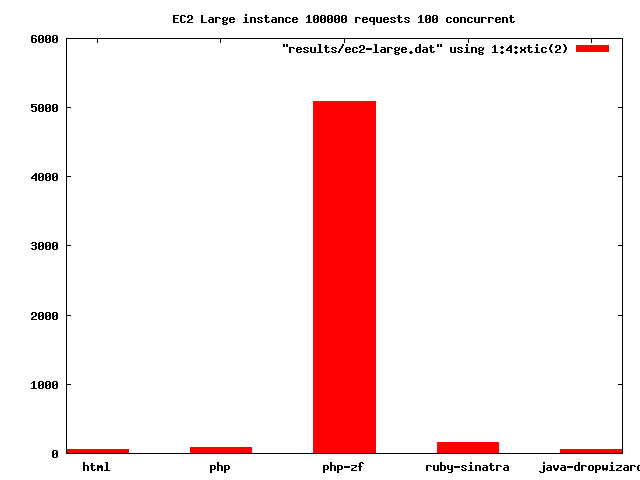 EC2 Large instance 100000 requests 100 concurrent
"results/ec2-large.dat" using 1:4:xtic(2)
6000
5000
4000
3000
2000
1000
0
html php php-zf ruby-sinatra java-dropwizard